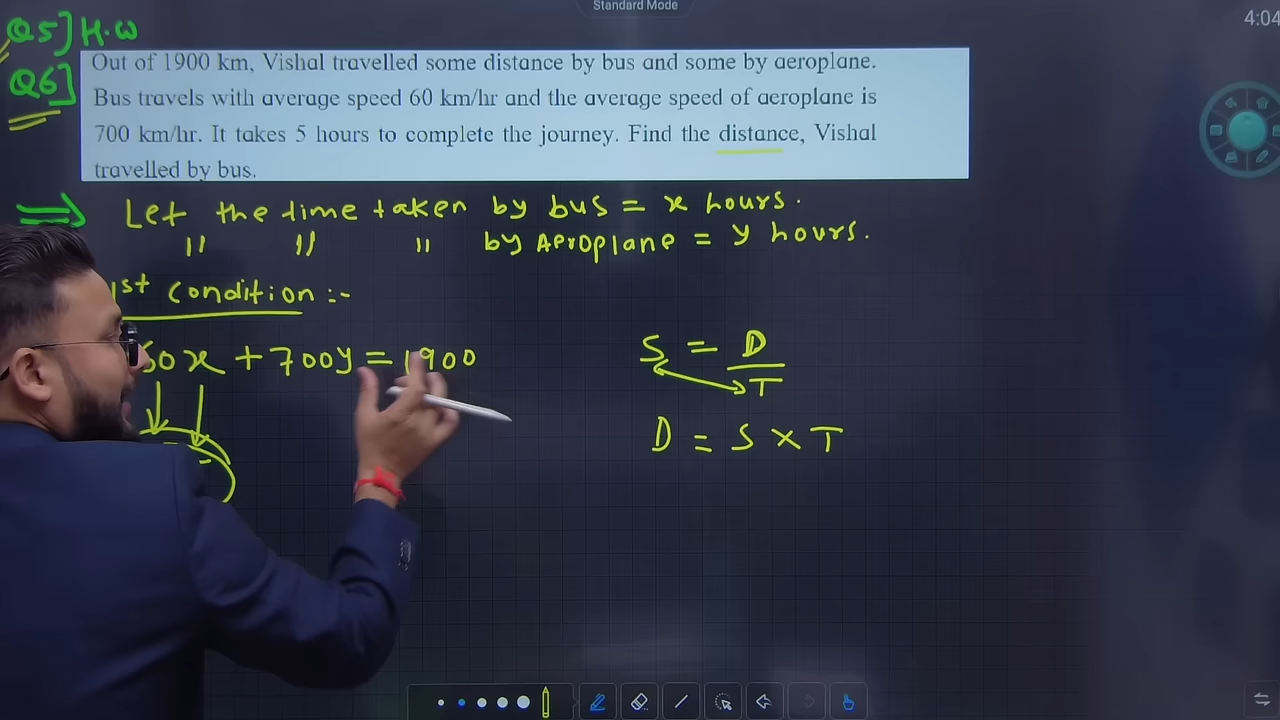 Standard Mode
4:04
Q5] H.W
Q6]
Out of 1900 km, Vishal travelled some distance by bus and some by aeroplane.
Bus travels with average speed 60 km/hr and the average speed of aeroplane is
700 km/hr. It takes 5 hours to complete the journey. Find the distance, Vishal
travelled by bus.
⇒ Let the time taken by bus = x hours.
" " " by Aeroplane = y hours.
1st Condition :-
60x + 700y = 1900
S = D/T
D = S × T